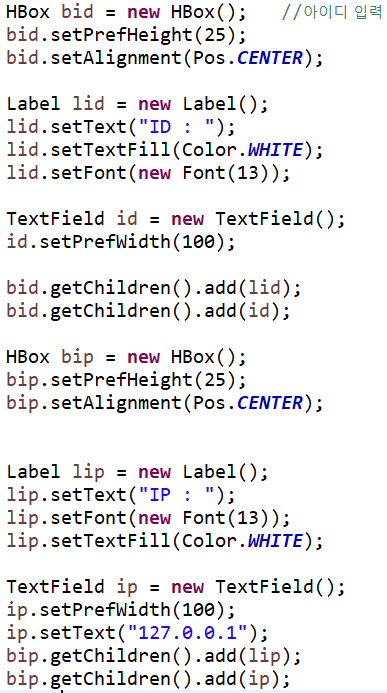 HBox bid = new HBox();   //아이디 입력
bid.setPrefHeight(25);
bid.setAlignment(Pos.CENTER);
Label lid = new Label();
lid.setText("ID : ");
lid.setTextFill(Color.WHITE);
lid.setFont(new Font(13));
TextField id = new TextField();
id.setPrefWidth(100);
bid.getChildren().add(lid);
bid.getChildren().add(id);
HBox bip = new HBox();
bip.setPrefHeight(25);
bip.setAlignment(Pos.CENTER);
Label lip = new Label();
lip.setText("IP : ");
lip.setFont(new Font(13));
lip.setTextFill(Color.WHITE);
TextField ip = new TextField();
ip.setPrefWidth(100);
ip.setText("127.0.0.1");
bip.getChildren().add(lip);
bip.getChildren().add(ip);